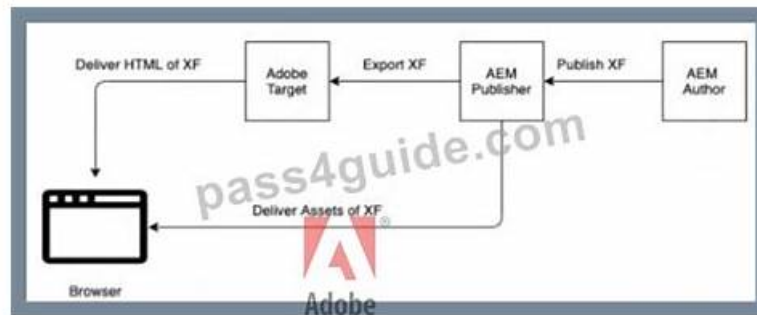 Deliver HTML of XF
Adobe
Target
Export XF
AEM
Publisher
Publish XF
AEM
Author
pass4guide.com
Deliver Assets of XF
®
Browser
Adobe